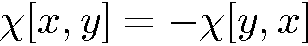 χ[x, y] = −χ[y, x]